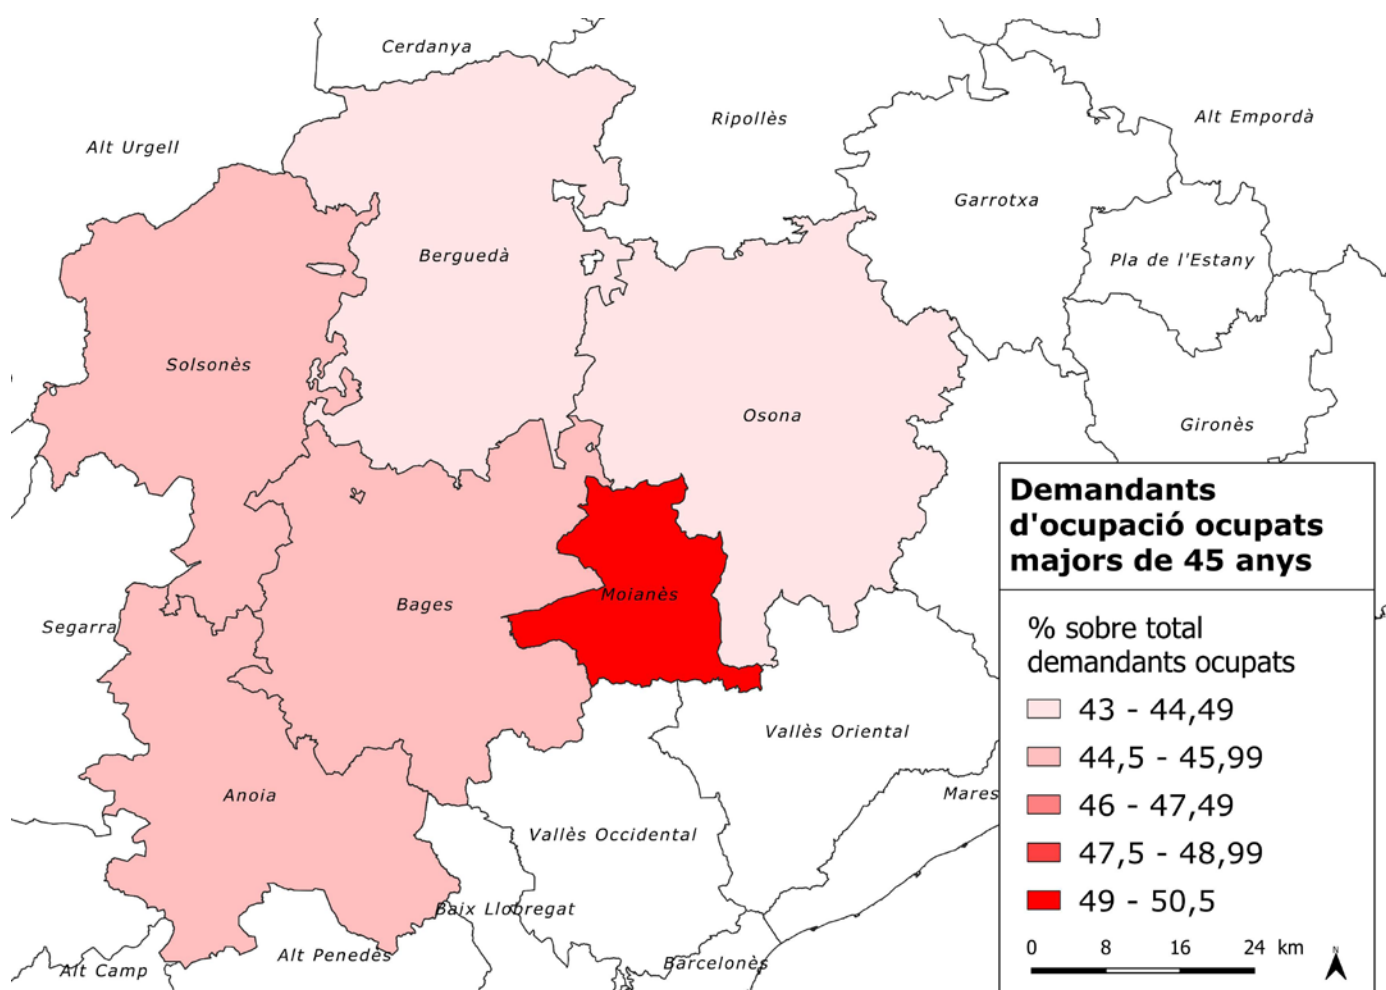 Cerdanya
Ripollès
Alt Empordà
Alt Urgell
Garrotxa
Berguedà
Pla de l'Estany
Solsonès
Osona
Gironès
Demandants
d'ocupació ocupats
majors de 45 anys
Moianès
Bages
Segarra
% sobre total
demandants ocupats
43 - 44,49
44,5 - 45,99
46 - 47,49
47,5 - 48,99
49 - 50,5
Vallès Oriental
Anoia
Mares
Vallès Occidental
Baix Llobregat
Alt Penedès
Barcelonès
Alt Camp
0 8 16 24 km
N